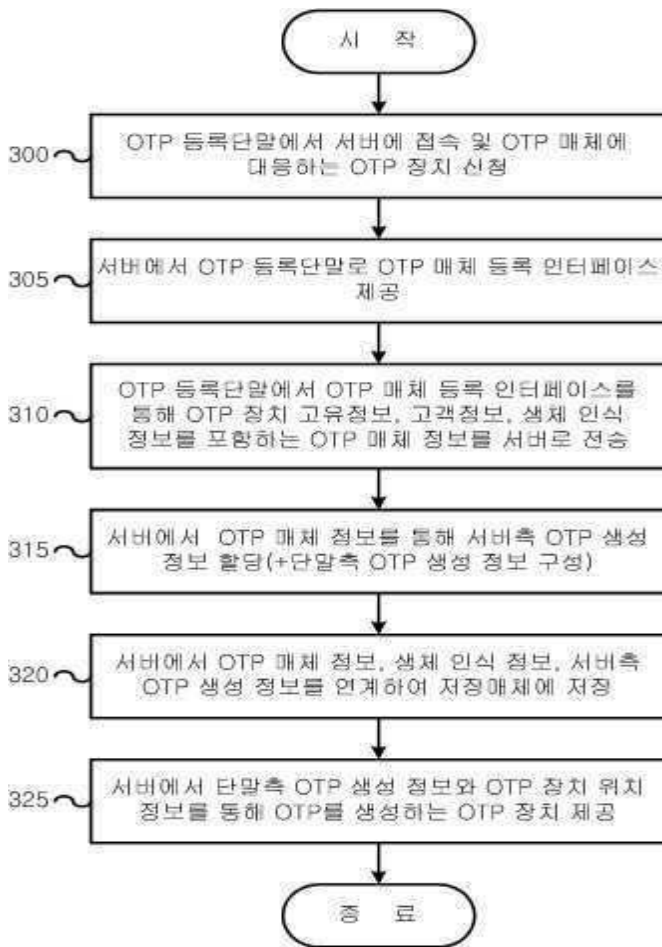 시 작
300
OTP 등록단말에서 서버에 접속 및 OTP 매체에
대응하는 OTP 장치 신청
305
서버에서 OTP 등록단말로 OTP 매체 등록 인터페이스
제공
310
OTP 등록단말에서 OTP 매체 등록 인터페이스를
통해 OTP 장치 고유정보, 고객정보, 생체 인식
정보를 포함하는 OTP 매체 정보를 서버로 전송
315
서버에서 OTP 매체 정보를 통해 서버측 OTP 생성
정보 할당(+단말측 OTP 생성 정보 구성)
320
서버에서 OTP 매체 정보, 생체 인식 정보, 서버측
OTP 생성 정보를 연계하여 저장매체에 저장
325
서버에서 단말측 OTP 생성 정보와 OTP 장치 위치
정보를 통해 OTP를 생성하는 OTP 장치 제공
종 료